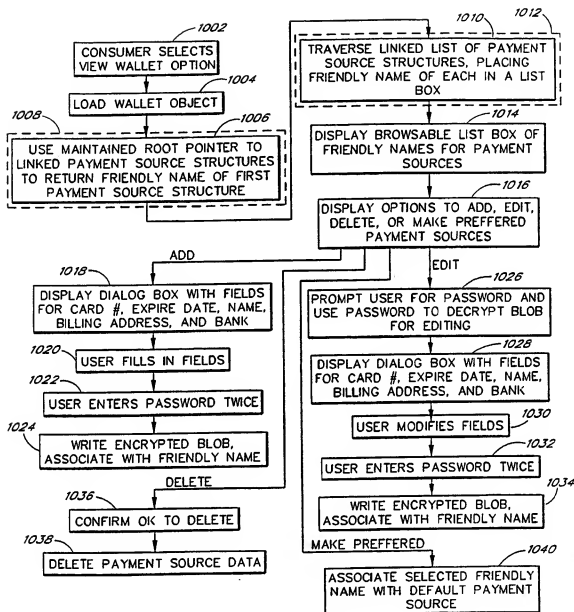 1002
CONSUMER SELECTS
VIEW WALLET OPTION
1004
LOAD WALLET OBJECT
1008
1006
USE MAINTAINED ROOT POINTER TO
LINKED PAYMENT SOURCE STRUCTURES
TO RETURN FRIENDLY NAME OF FIRST
PAYMENT SOURCE STRUCTURE
1010
1012
TRAVERSE LINKED LIST OF PAYMENT
SOURCE STRUCTURES, PLACING
FRIENDLY NAME OF EACH IN A LIST
BOX
1014
DISPLAY BROWSABLE LIST BOX OF
FRIENDLY NAMES FOR PAYMENT
SOURCES
1016
DISPLAY OPTIONS TO ADD, EDIT,
DELETE, OR MAKE PREFFERED
PAYMENT SOURCES
ADD
1018
DISPLAY DIALOG BOX WITH FIELDS
FOR CARD #, EXPIRE DATE, NAME,
BILLING ADDRESS, AND BANK
1020
USER FILLS IN FIELDS
1022
USER ENTERS PASSWORD TWICE
1024
WRITE ENCRYPTED BLOB,
ASSOCIATE WITH FRIENDLY NAME
EDIT
1026
PROMPT USER FOR PASSWORD AND
USE PASSWORD TO DECRYPT BLOB
FOR EDITING
1028
DISPLAY DIALOG BOX WITH FIELDS
FOR CARD #, EXPIRE DATE, NAME,
BILLING ADDRESS, AND BANK
1030
USER MODIFIES FIELDS
1032
USER ENTERS PASSWORD TWICE
1034
WRITE ENCRYPTED BLOB,
ASSOCIATE WITH FRIENDLY NAME
DELETE
1036
CONFIRM OK TO DELETE
1038
DELETE PAYMENT SOURCE DATA
MAKE PREFFERED
1040
ASSOCIATE SELECTED FRIENDLY
NAME WITH DEFAULT PAYMENT
SOURCE